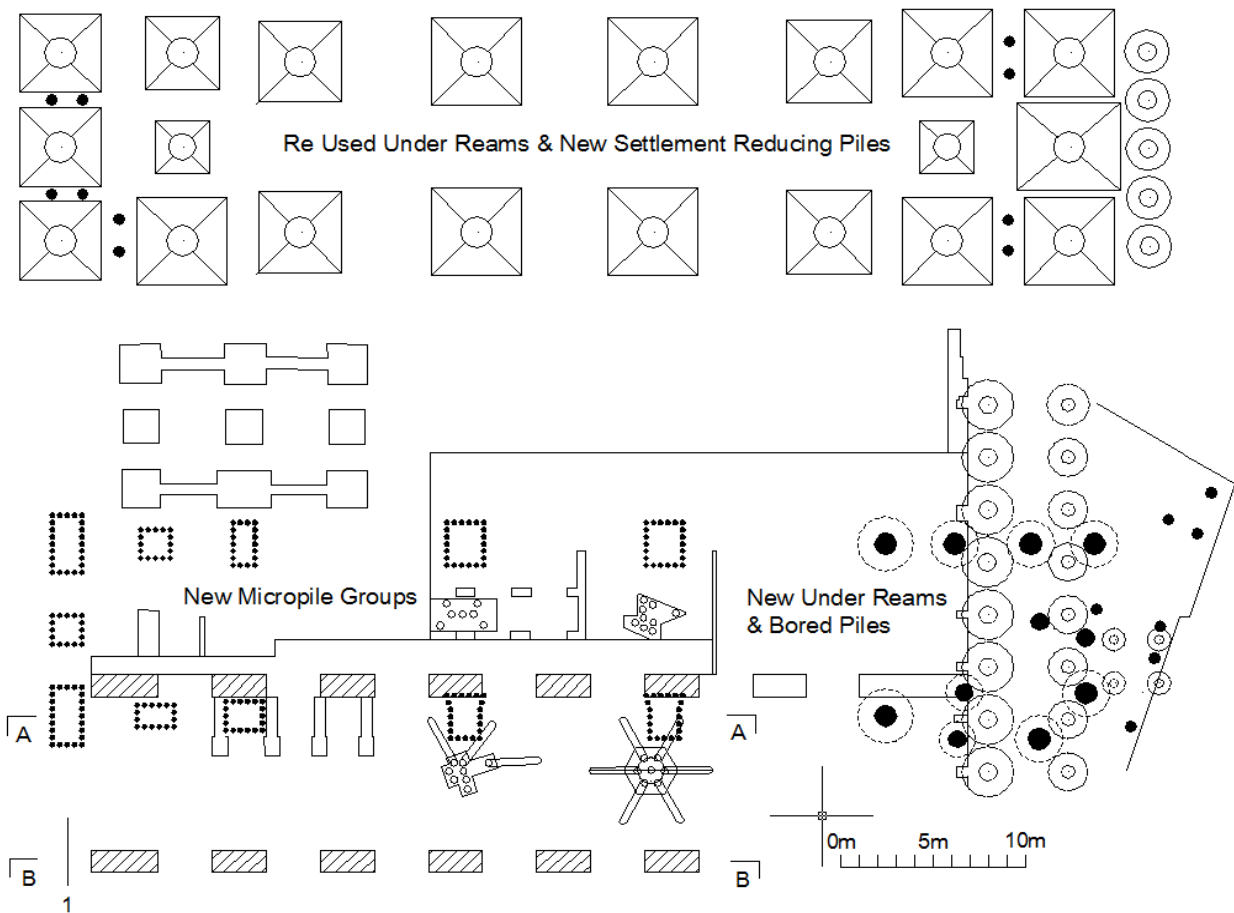 Re Used Under Reams & New Settlement Reducing Piles
New Micropile Groups
New Under Reams
& Bored Piles
A
A
0m
5m
10m
B
B
1